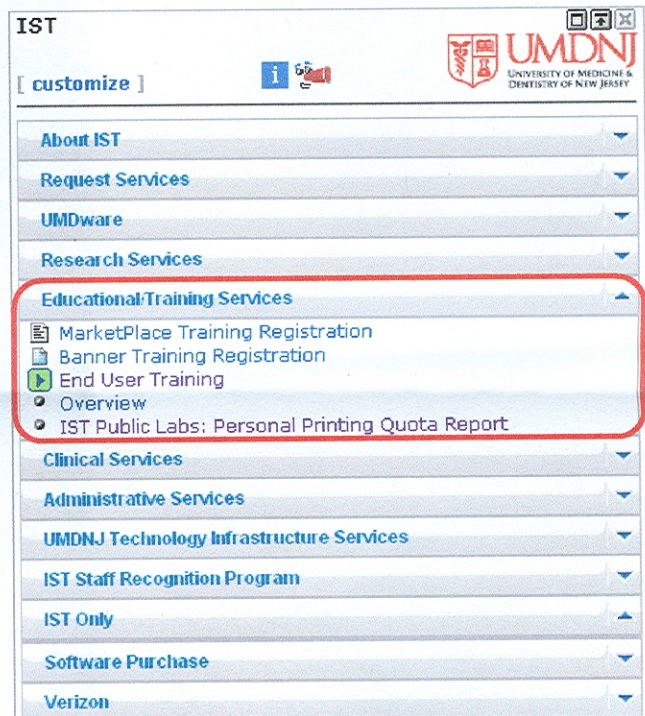 IST
UMDNJ
UNIVERSITY OF MEDICINE &
DENTISTRY OF NEW JERSEY
[ customize ]
i
About IST
Request Services
UMDware
Research Services
Educational/Training Services
MarketPlace Training Registration
Banner Training Registration
End User Training
Overview
IST Public Labs: Personal Printing Quota Report
Clinical Services
Administrative Services
UMDNJ Technology Infrastructure Services
IST Staff Recognition Program
IST Only
Software Purchase
Verizon